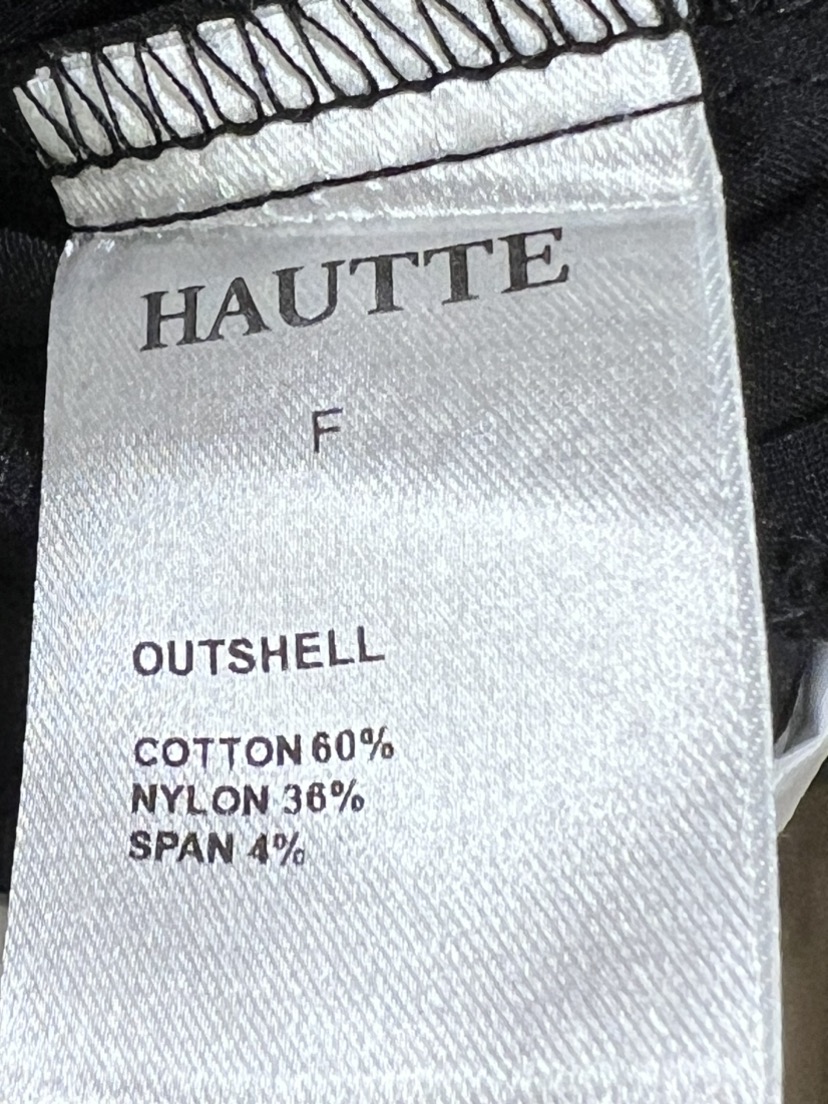 HAUTTE
F
OUTSHELL
COTTON 60%
NYLON 36%
SPAN 4%